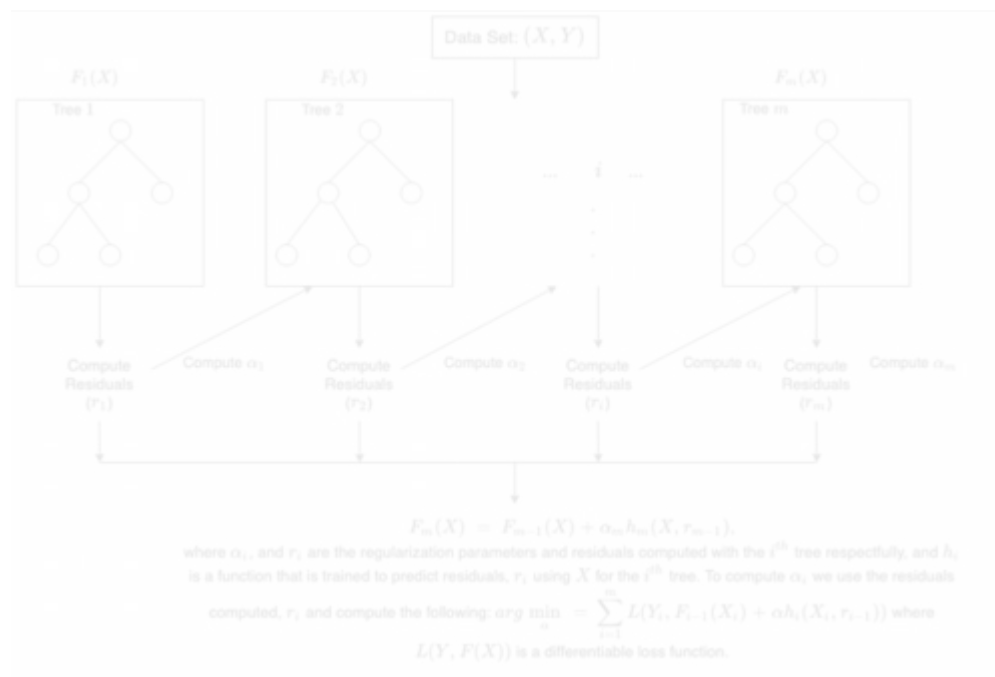 Data Set: (X, Y)
F₁(X) F₂(X) Fₘ(X)
Tree 1 Tree 2 Tree m
... i ...
.
.
.
Compute α₁ Compute α₂ Compute αᵢ Compute αₘ
Compute Compute Compute Compute
Residuals Residuals Residuals Residuals
(r₁) (r₂) (rᵢ) (rₘ)
Fₘ(X) = Fₘ₋₁(X) + αₘhₘ(X, rₘ₋₁),
where αᵢ, and rᵢ are the regularization parameters and residuals computed with the iᵗʰ tree respectfully, and hᵢ
is a function that is trained to predict residuals, rᵢ using X for the iᵗʰ tree. To compute αᵢ we use the residuals
computed, rᵢ and compute the following: arg min_α = ∑ᵢ₌₁ᵐ L(Yᵢ, Fᵢ₋₁(Xᵢ) + αhᵢ(Xᵢ, rᵢ₋₁)) where
L(Y, F(X)) is a differentiable loss function.